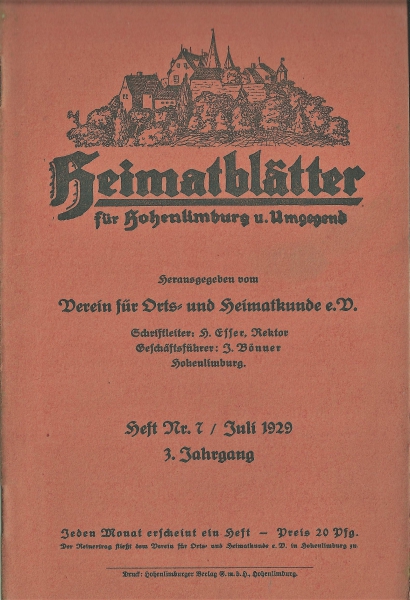 Heimatblätter
für Hohenlimburg u. Umgegend
Herausgegeben vom
Verein für Orts- und Heimatkunde e.V.
Schriftleiter: H. Esser, Rektor
Geschäftsführer: J. Bönner
Hohenlimburg.
Heft Nr. 7 / Juli 1929
3. Jahrgang
Jeden Monat erscheint ein Heft — Preis 20 Pfg.
Der Reinertrag fließt dem Verein für Orts- und Heimatkunde e. V. in Hohenlimburg zu.
Druck: Hohenlimburger Verlag G. m. b. H., Hohenlimburg.